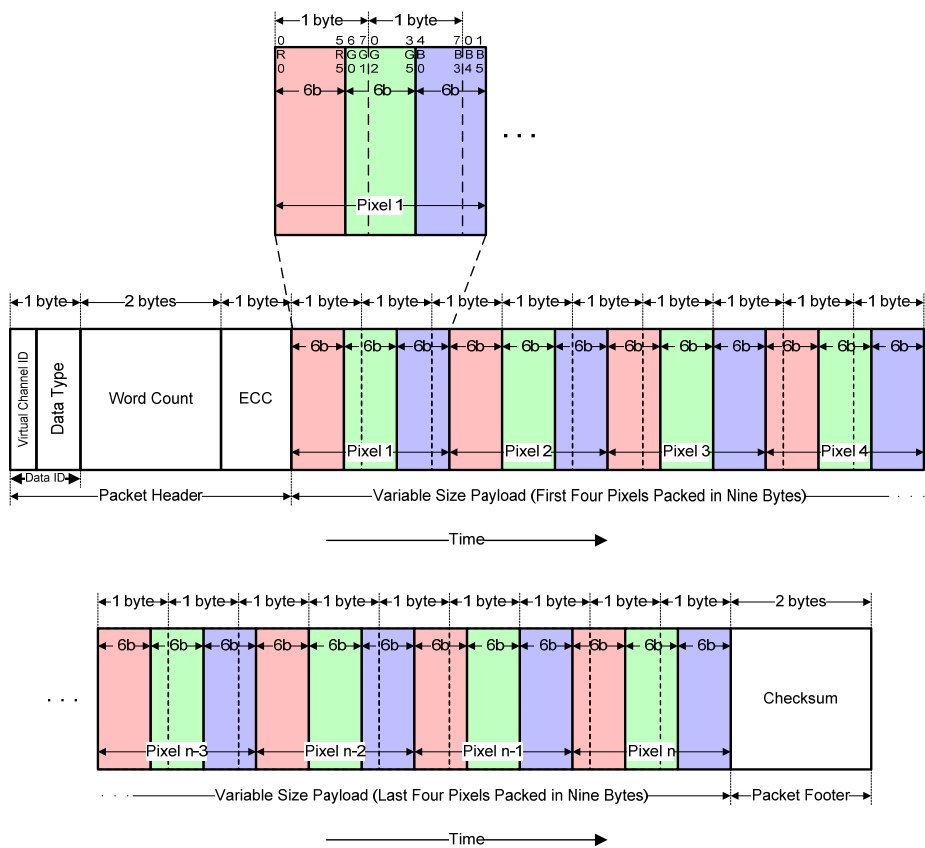 1 byte 1 byte
0 5 6 7 0 3 4 7 0 1
R R G G G G B B B B
0 5 0 1 2 5 0 3 4 5
6b 6b 6b
Pixel 1
. . .
1 byte 2 bytes 1 byte 1 byte 1 byte 1 byte 1 byte 1 byte 1 byte 1 byte 1 byte
Virtual Channel ID
Data Type
Word Count
ECC
6b 6b 6b 6b 6b 6b 6b 6b 6b 6b 6b 6b
Pixel 1 Pixel 2 Pixel 3 Pixel 4
Data ID
Packet Header
Variable Size Payload (First Four Pixels Packed in Nine Bytes) . . .
Time
1 byte 1 byte 1 byte 1 byte 1 byte 1 byte 1 byte 1 byte 1 byte 2 bytes
6b 6b 6b 6b 6b 6b 6b 6b 6b 6b 6b 6b
. . .
Checksum
Pixel n-3 Pixel n-2 Pixel n-1 Pixel n
. . . Variable Size Payload (Last Four Pixels Packed in Nine Bytes) Packet Footer
Time